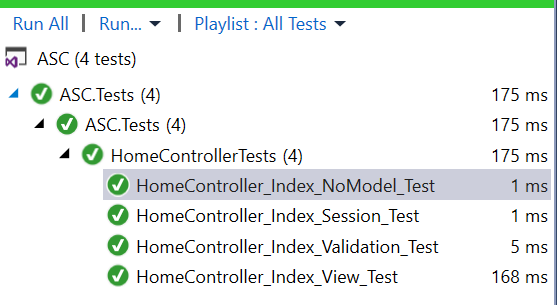 Run All | Run... | Playlist : All Tests
ASC (4 tests)
ASC.Tests (4) 175 ms
ASC.Tests (4) 175 ms
HomeControllerTests (4) 175 ms
HomeController_Index_NoModel_Test 1 ms
HomeController_Index_Session_Test 1 ms
HomeController_Index_Validation_Test 5 ms
HomeController_Index_View_Test 168 ms